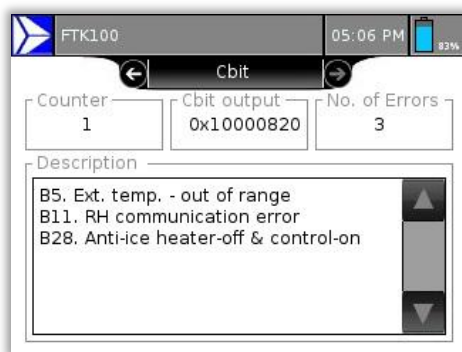 FTK100
05:06 PM
83%
Cbit
Counter
1
Cbit output
0x10000820
No. of Errors
3
Description
B5. Ext. temp. - out of range
B11. RH communication error
B28. Anti-ice heater-off & control-on